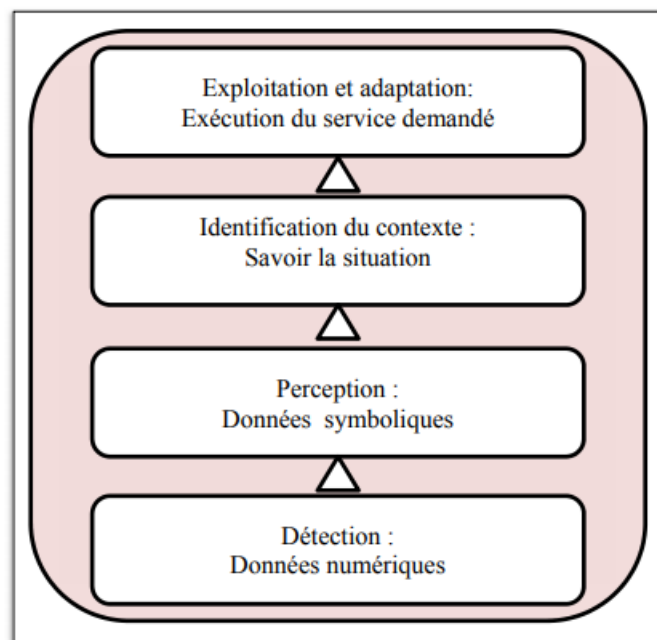 Exploitation et adaptation:
Exécution du service demandé
Identification du contexte :
Savoir la situation
Perception :
Données symboliques
Détection :
Données numériques